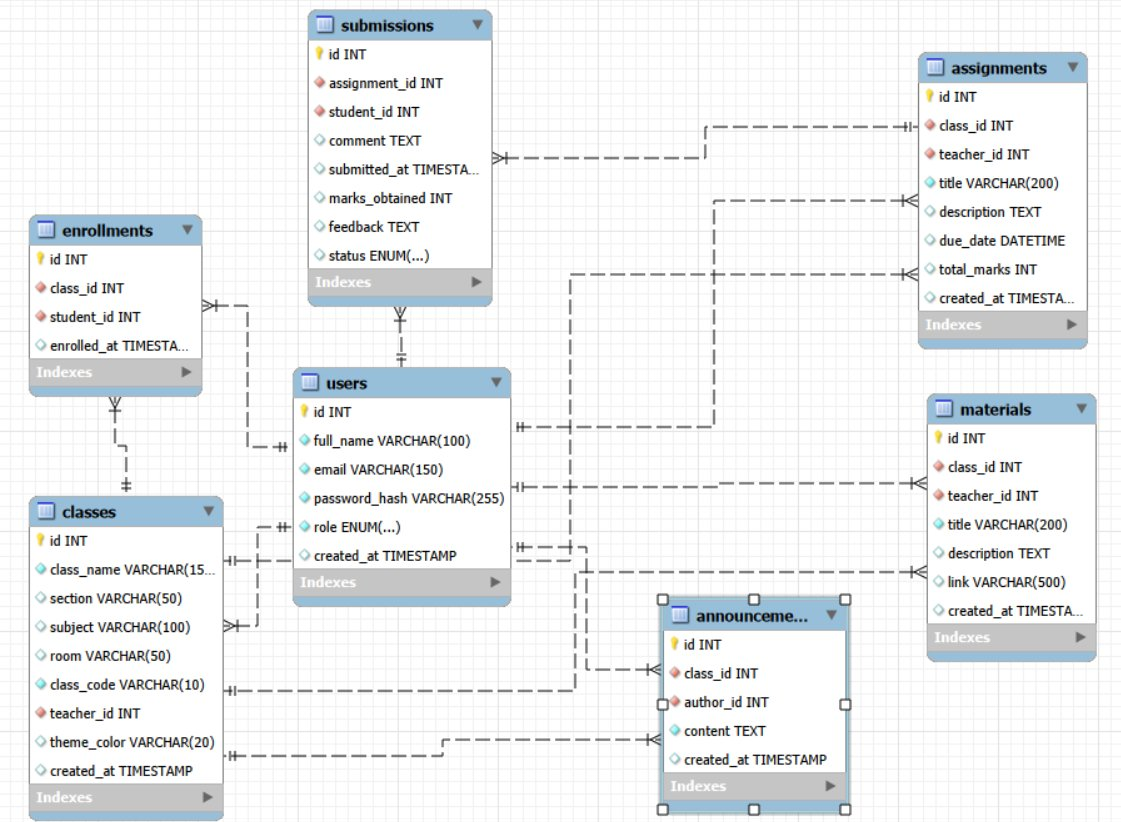 submissions
id INT
assignment_id INT
student_id INT
comment TEXT
submitted_at TIMESTA...
marks_obtained INT
feedback TEXT
status ENUM(...)
Indexes
assignments
id INT
class_id INT
teacher_id INT
title VARCHAR(200)
description TEXT
due_date DATETIME
total_marks INT
created_at TIMESTA...
Indexes
enrollments
id INT
class_id INT
student_id INT
enrolled_at TIMESTA...
Indexes
users
id INT
full_name VARCHAR(100)
email VARCHAR(150)
password_hash VARCHAR(255)
role ENUM(...)
created_at TIMESTAMP
Indexes
materials
id INT
class_id INT
teacher_id INT
title VARCHAR(200)
description TEXT
link VARCHAR(500)
created_at TIMESTA...
Indexes
classes
id INT
class_name VARCHAR(15...
section VARCHAR(50)
subject VARCHAR(100)
room VARCHAR(50)
class_code VARCHAR(10)
teacher_id INT
theme_color VARCHAR(20)
created_at TIMESTAMP
Indexes
announceme...
id INT
class_id INT
author_id INT
content TEXT
created_at TIMESTAMP
Indexes